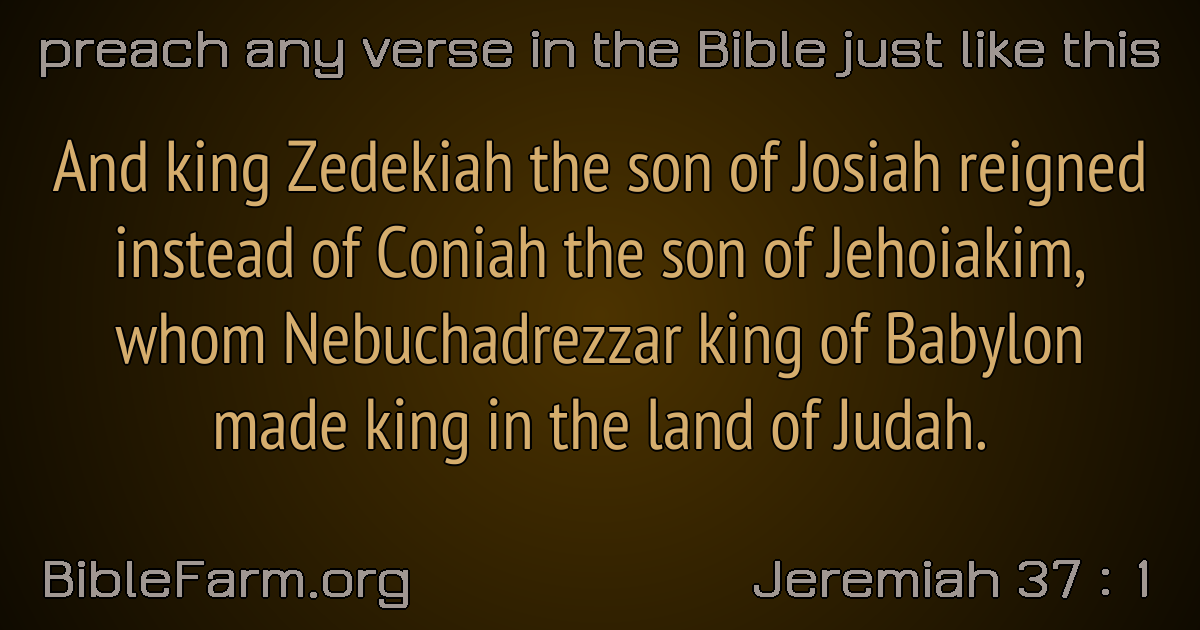 preach any verse in the Bible just like this
And king Zedekiah the son of Josiah reigned
instead of Coniah the son of Jehoiakim,
whom Nebuchadrezzar king of Babylon
made king in the land of Judah.
BibleFarm.org
Jeremiah 37 : 1